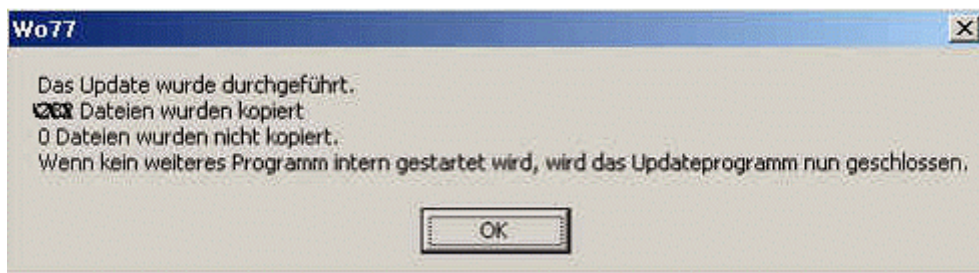 Wo77
Das Update wurde durchgeführt.
Dateien wurden kopiert
0 Dateien wurden nicht kopiert.
Wenn kein weiteres Programm intern gestartet wird, wird das Updateprogramm nun geschlossen.
OK